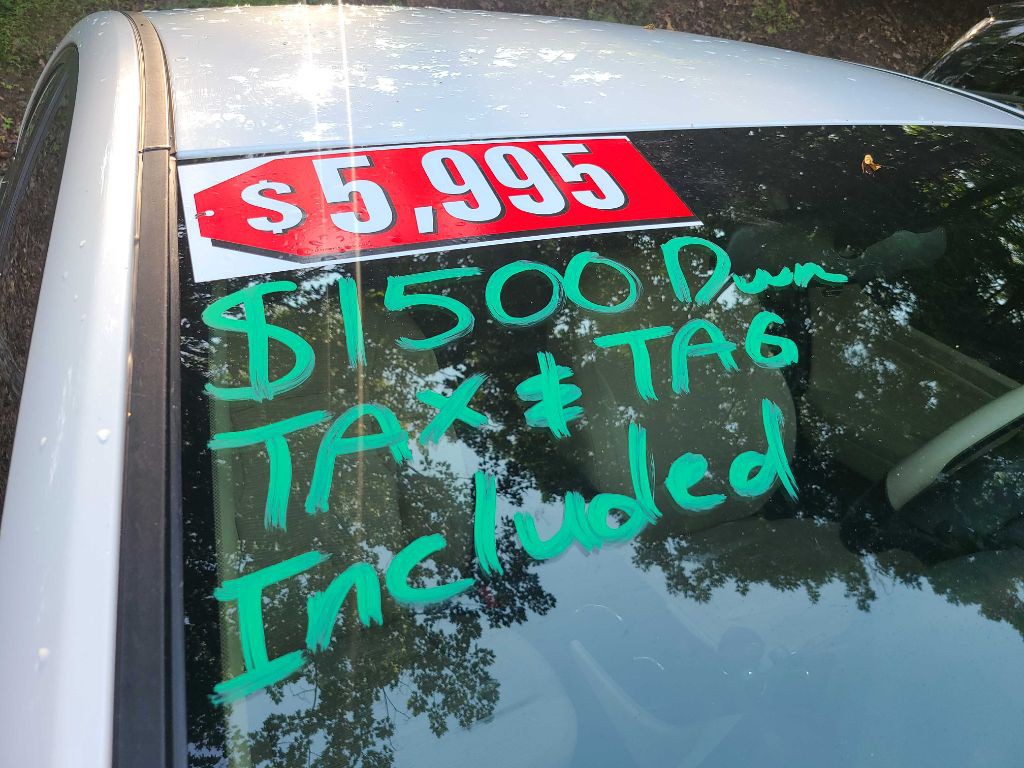 $5,995
$1500 Down
TAX & TAG
Included